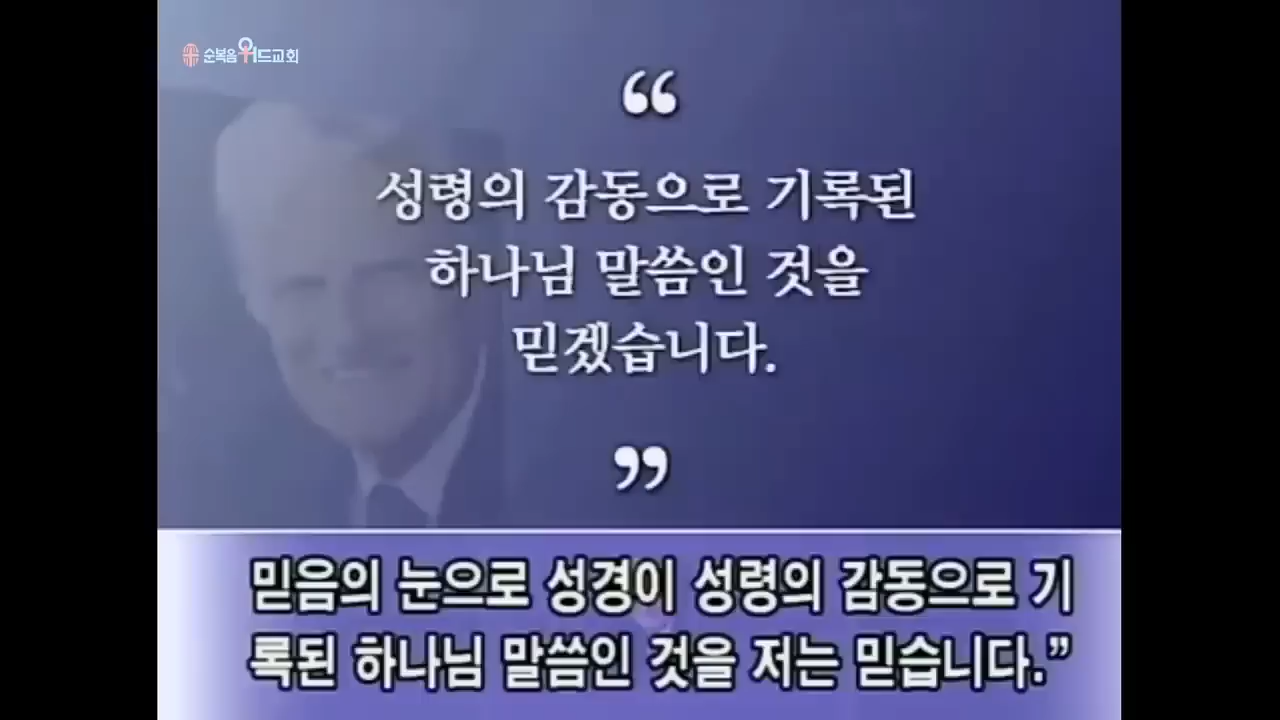 순복음위드교회
“
성령의 감동으로 기록된
하나님 말씀인 것을
믿겠습니다.
”
믿음의 눈으로 성경이 성령의 감동으로 기
록된 하나님 말씀인 것을 저는 믿습니다.”